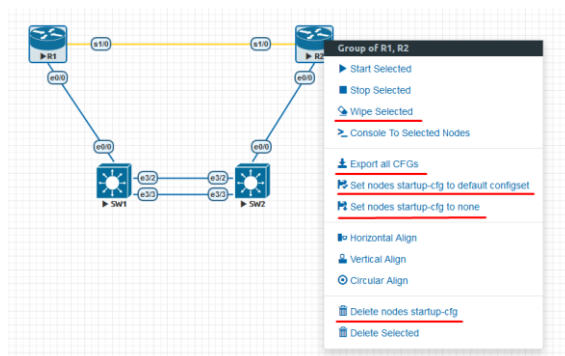 s1/0
s1/0
R1
R2
e0/0
e0/0
Group of R1, R2
Start Selected
Stop Selected
Wipe Selected
Console To Selected Nodes
Export all CFGs
Set nodes startup-cfg to default configset
Set nodes startup-cfg to none
Horizontal Align
Vertical Align
Circular Align
Delete nodes startup-cfg
Delete Selected
e0/0
e0/0
e3/2
e3/2
e3/3
e3/3
SW1
SW2